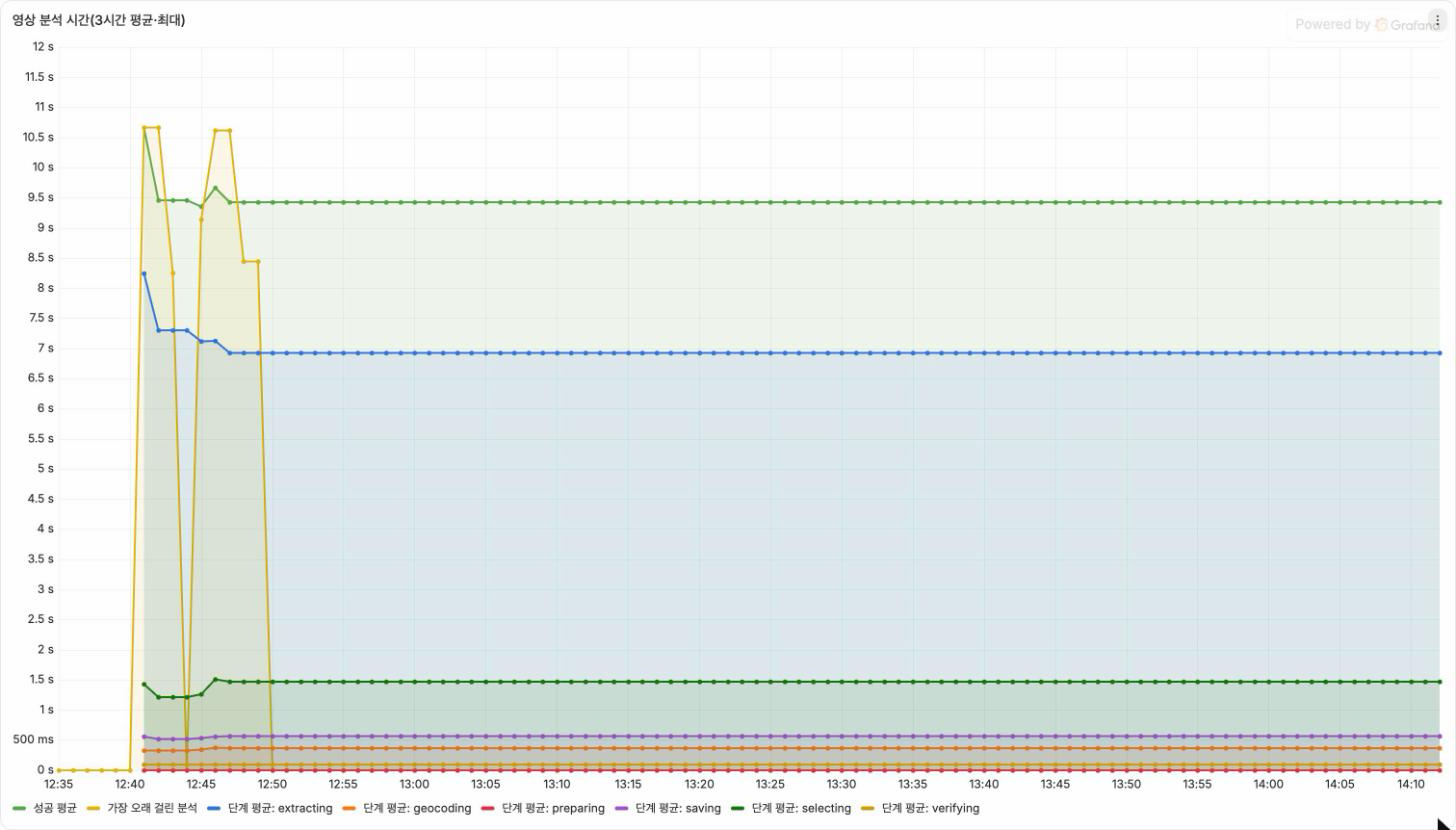 영상 분석 시간(3시간 평균·최대)
Powered by Grafana
12 s
11.5 s
11 s
10.5 s
10 s
9.5 s
9 s
8.5 s
8 s
7.5 s
7 s
6.5 s
6 s
5.5 s
5 s
4.5 s
4 s
3.5 s
3 s
2.5 s
2 s
1.5 s
1 s
500 ms
0 s
12:35 12:40 12:45 12:50 12:55 13:00 13:05 13:10 13:15 13:20 13:25 13:30 13:35 13:40 13:45 13:50 13:55 14:00 14:05 14:10
성공 평균 가장 오래 걸린 분석 단계 평균: extracting 단계 평균: geocoding 단계 평균: preparing 단계 평균: saving 단계 평균: selecting 단계 평균: verifying